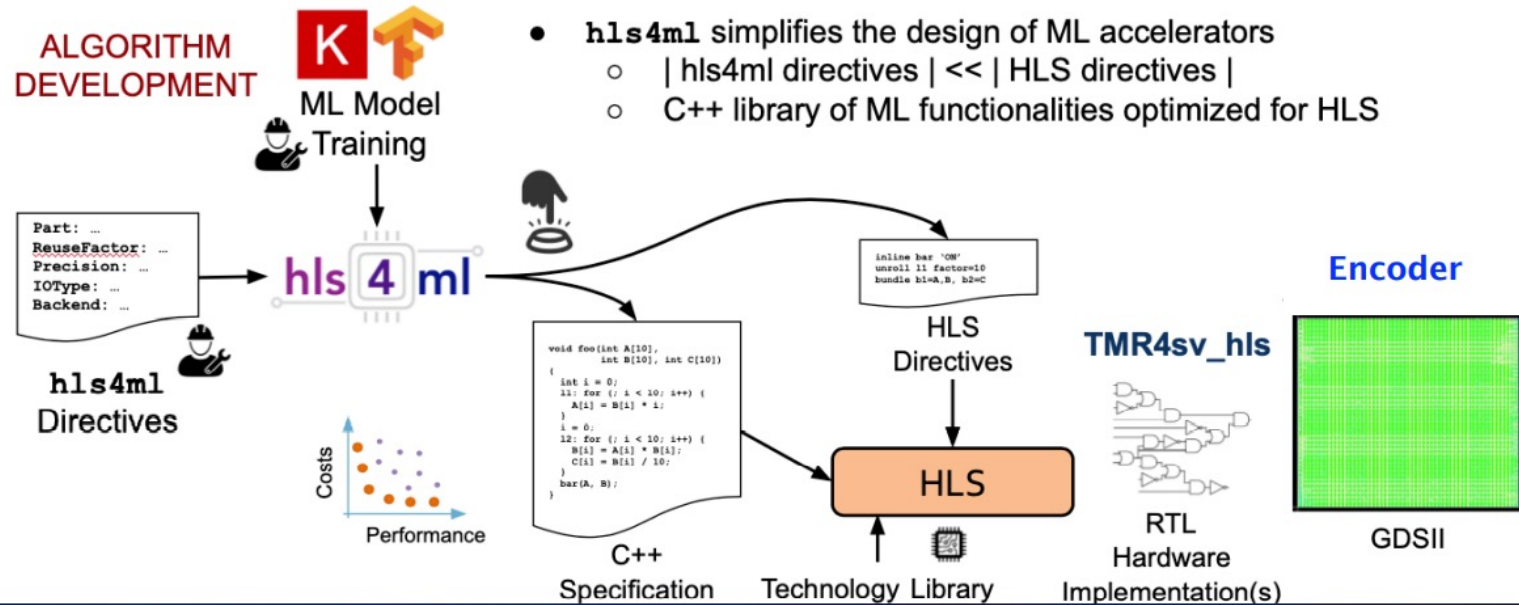 ALGORITHM
DEVELOPMENT
K
ML Model
Training
● hls4ml simplifies the design of ML accelerators
○ | hls4ml directives | << | HLS directives |
○ C++ library of ML functionalities optimized for HLS
Part: …
ReuseFactor: …
Precision: …
IOType: …
Backend: …
hls4ml
Directives
hls 4 ml
Costs
Performance
void foo(int A[10],
int B[10], int C[10])
{
int i = 0;
l1: for (; i < 10; i++) {
A[i] = B[i] * i;
}
i = 0;
l2: for (; i < 10; i++) {
B[i] = A[i] * B[i];
C[i] = B[i] / 10;
}
bar(A, B);
}
C++
Specification
inline bar 'ON'
unroll l1 factor=10
bundle b1=A,B, b2=C
HLS
Directives
HLS
Technology Library
TMR4sv_hls
RTL
Hardware
Implementation(s)
Encoder
GDSII